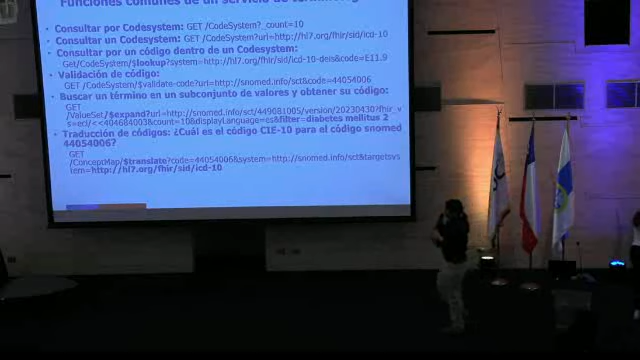 Funciones comunes de un servicio de
Consultar por Codesystem: GET /CodeSystem?_count=10
Consultar un Codesystem: GET /CodeSystem?url=http://hl7.org/fhir/sid/icd-10
Consultar por un código dentro de un Codesystem:
Get/CodeSystem/$lookup?system=http://hl7.org/fhir/sid/icd-10-deis&code=E11.9
Validación de código:
GET /CodeSystem/$validate-code?url=http://snomed.info/sct&code=44054006
Buscar un término en un subconjunto de valores y obtener su código:
GET
/ValueSet/$expand?url=http://snomed.info/sct/449081005/version/20230430?fhir_v
s=ecl/<<404684003&count=10&displayLanguage=es&filter=diabetes mellitus 2
Traducción de códigos: ¿Cuál es el código CIE-10 para el código snomed
44054006?
GET
/ConceptMap/$translate?code=44054006&system=http://snomed.info/sct&targetsys
tem=http://hl7.org/fhir/sid/icd-10